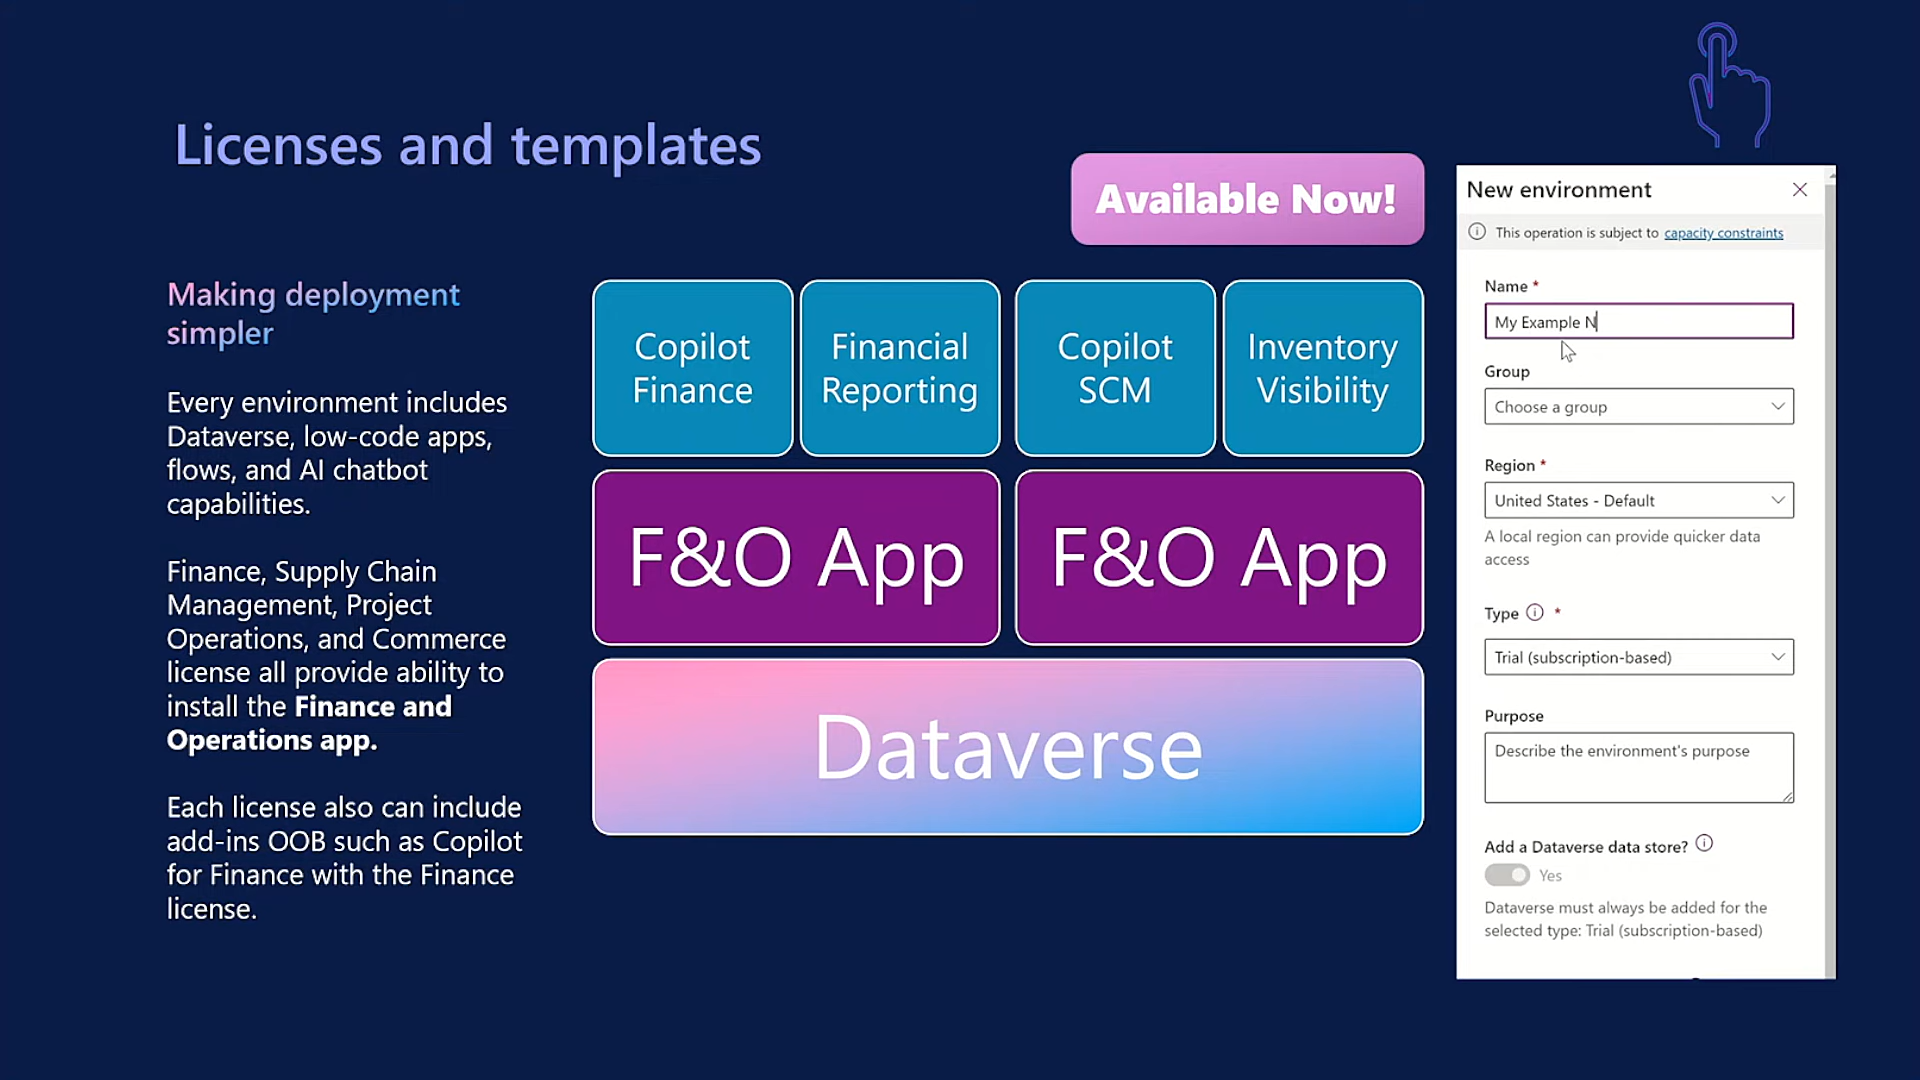 Licenses and templates
Available Now!
Making deployment
simpler
Every environment includes
Dataverse, low-code apps,
flows, and AI chatbot
capabilities.
Finance, Supply Chain
Management, Project
Operations, and Commerce
license all provide ability to
install the Finance and
Operations app.
Each license also can include
add-ins OOB such as Copilot
for Finance with the Finance
license.
Copilot
Finance
Financial
Reporting
Copilot
SCM
Inventory
Visibility
F&O App
F&O App
Dataverse
New environment
This operation is subject to capacity constraints
Name *
My Example N
Group
Choose a group
Region *
United States - Default
A local region can provide quicker data
access
Type *
Trial (subscription-based)
Purpose
Describe the environment's purpose
Add a Dataverse data store?
Yes
Dataverse must always be added for the
selected type: Trial (subscription-based)